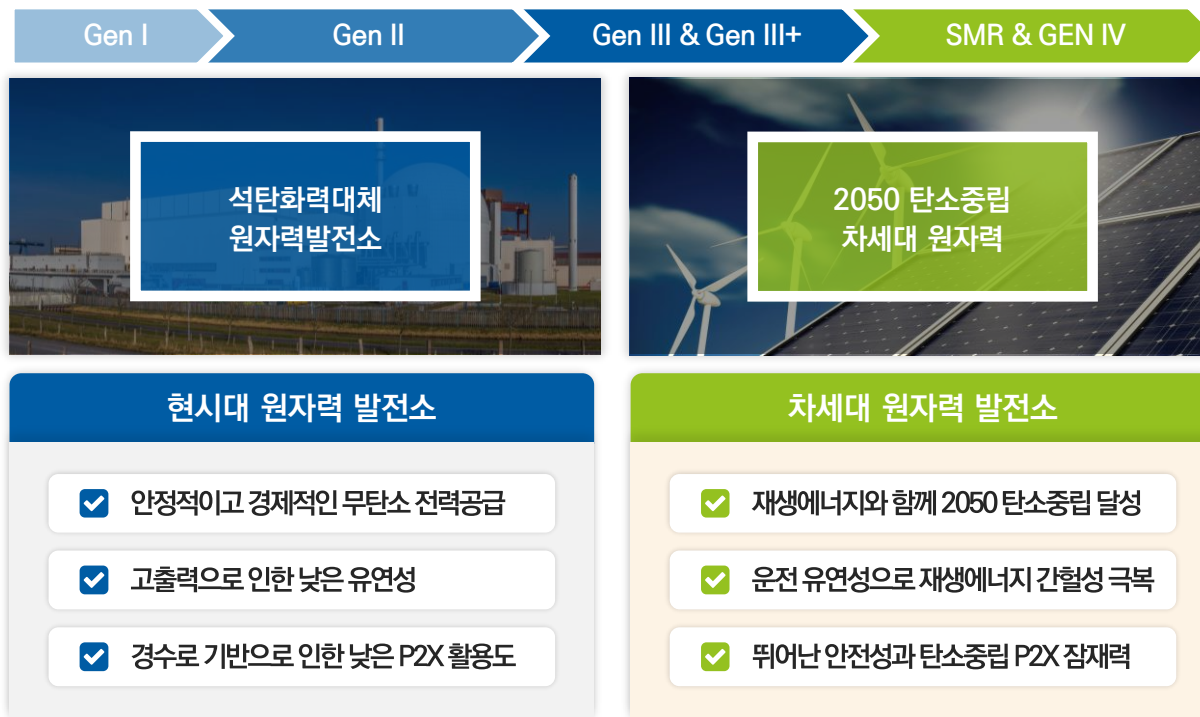 Gen I
Gen II
Gen III & Gen III+
SMR & GEN IV
석탄화력대체
원자력발전소
2050 탄소중립
차세대 원자력
현시대 원자력 발전소
안정적이고 경제적인 무탄소 전력공급
고출력으로 인한 낮은 유연성
경수로 기반으로 인한 낮은 P2X 활용도
차세대 원자력 발전소
재생에너지와 함께 2050 탄소중립 달성
운전 유연성으로 재생에너지 간헐성 극복
뛰어난 안전성과 탄소중립 P2X 잠재력